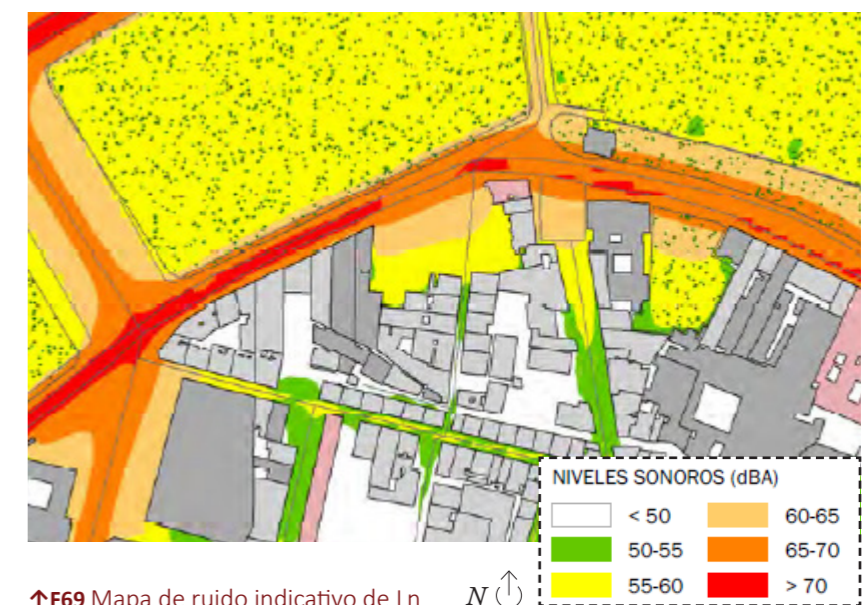 NIVELES SONOROS (dBA)
< 50 60-65
50-55 65-70
55-60 > 70
↑F69 Mapa de ruido indicativo de Ln
N